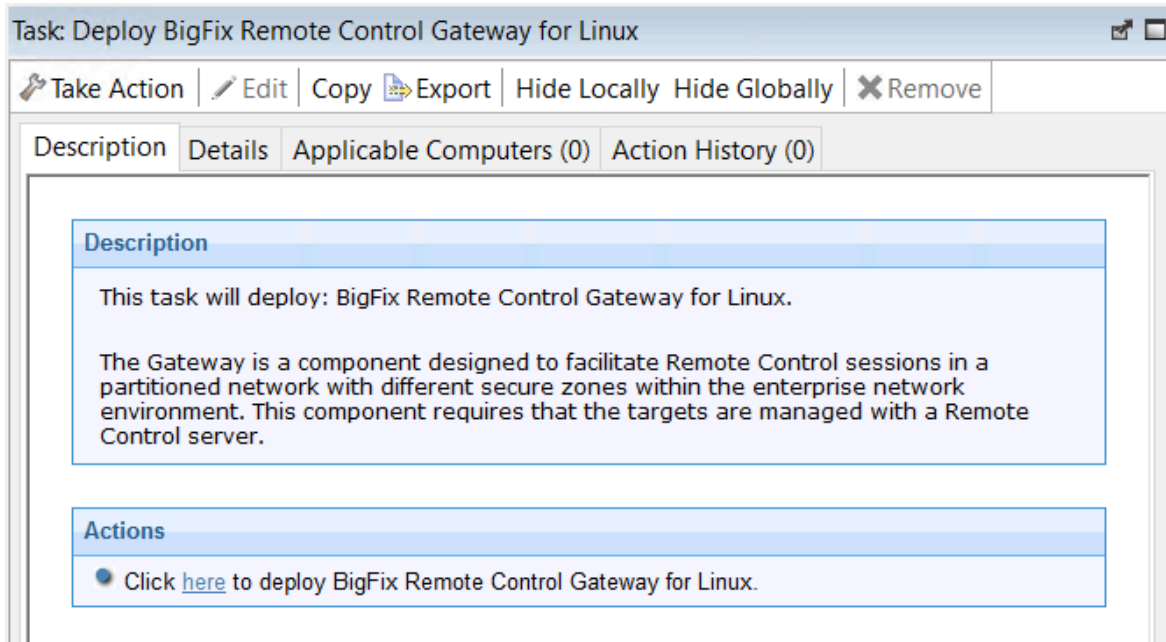 Task: Deploy BigFix Remote Control Gateway for Linux
Take Action Edit Copy Export Hide Locally Hide Globally Remove
Description Details Applicable Computers (0) Action History (0)
Description
This task will deploy: BigFix Remote Control Gateway for Linux.
The Gateway is a component designed to facilitate Remote Control sessions in a
partitioned network with different secure zones within the enterprise network
environment. This component requires that the targets are managed with a Remote
Control server.
Actions
Click here to deploy BigFix Remote Control Gateway for Linux.